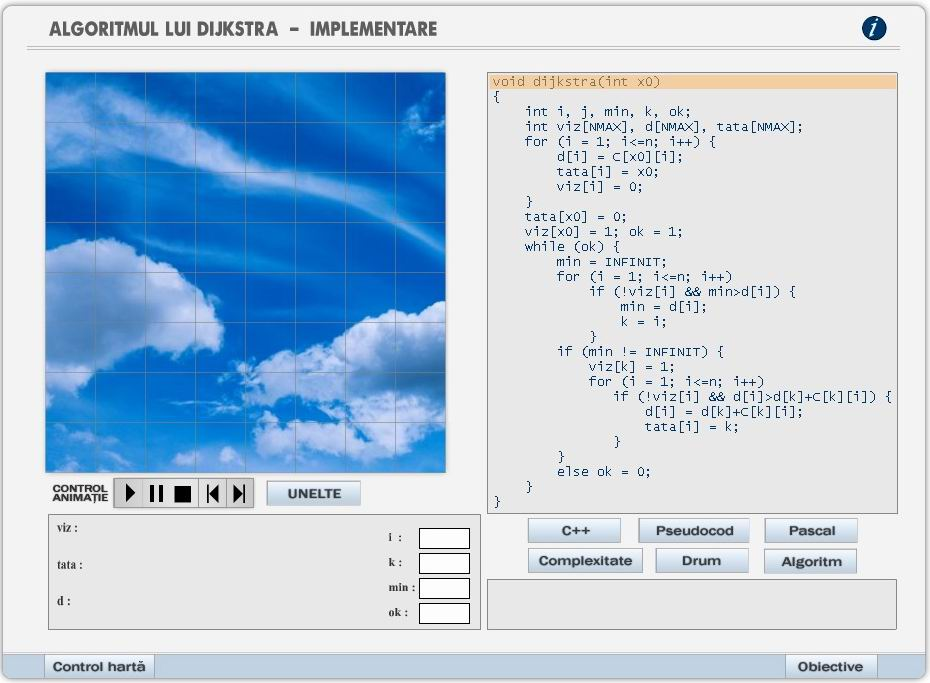 ALGORITMUL LUI DIJKSTRA – IMPLEMENTARE
i
void dijkstra(int x0)
{
    int i, j, min, k, ok;
    int viz[NMAX], d[NMAX], tata[NMAX];
    for (i = 1; i<=n; i++) {
        d[i] = C[x0][i];
        tata[i] = x0;
        viz[i] = 0;
    }
    tata[x0] = 0;
    viz[x0] = 1; ok = 1;
    while (ok) {
        min = INFINIT;
        for (i = 1; i<=n; i++)
            if (!viz[i] && min>d[i]) {
                min = d[i];
                k = i;
            }
        if (min != INFINIT) {
            viz[k] = 1;
            for (i = 1; i<=n; i++)
               if (!viz[i] && d[i]>d[k]+C[k][i]) {
                   d[i] = d[k]+C[k][i];
                   tata[i] = k;
               }
        }
        else ok = 0;
    }
}
CONTROL
ANIMAȚIE
UNELTE
viz :
tata :
d :
i :
k :
min :
ok :
C++
Pseudocod
Pascal
Complexitate
Drum
Algoritm
Control hartă
Obiective